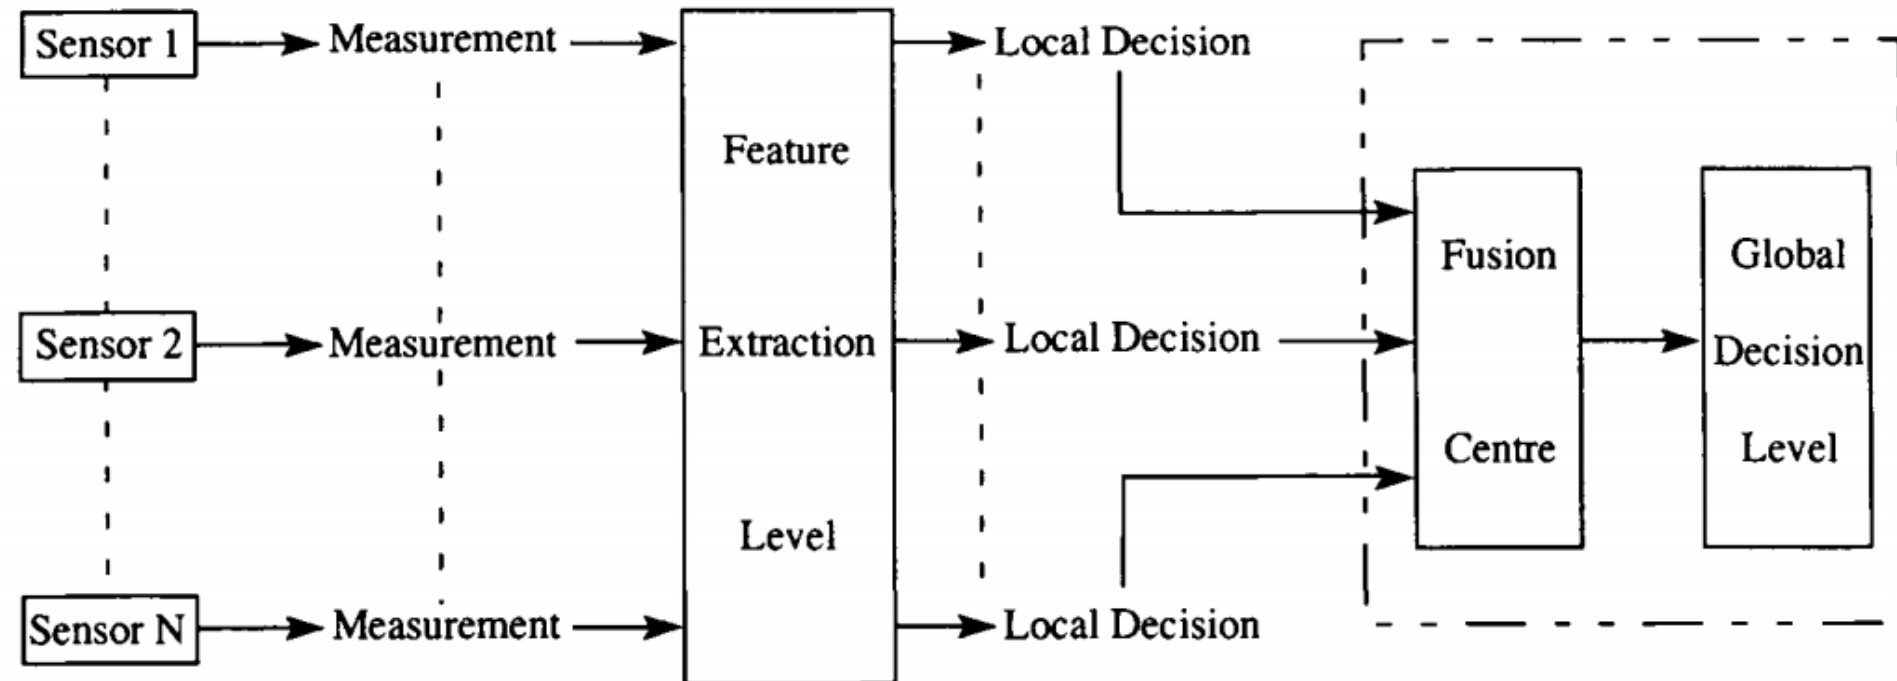 Sensor 1
Measurement
Local Decision
Feature
Extraction
Level
Sensor 2
Measurement
Local Decision
Fusion
Centre
Global
Decision
Level
Sensor N
Measurement
Local Decision